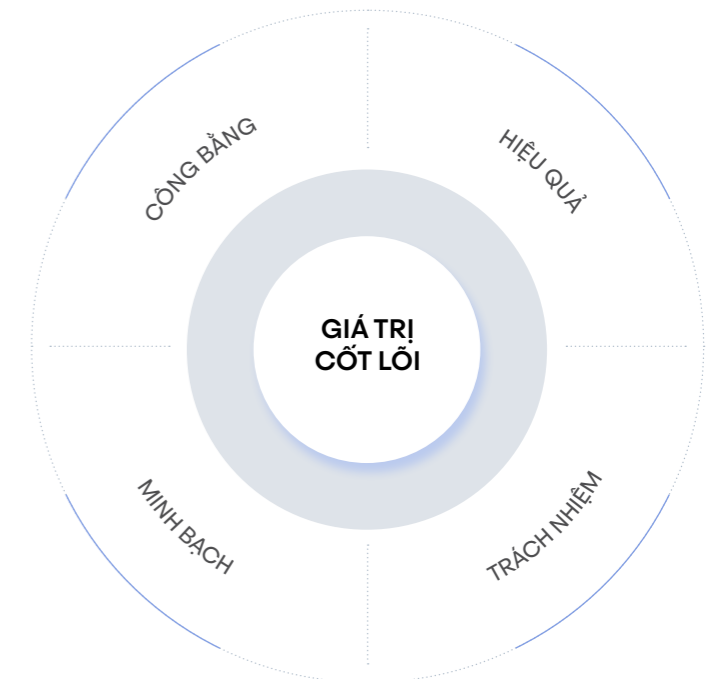 CÔNG BẰNG
HIỆU QUẢ
GIÁ TRỊ
CỐT LÕI
MINH BẠCH
TRÁCH NHIỆM